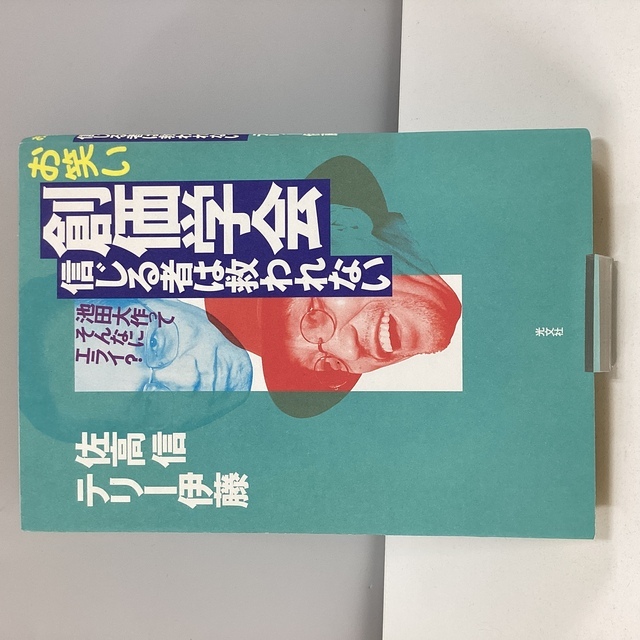 お笑い
創価学会
信じる者は救われない
池田大作って
そんなに
エライ?
佐高信
テリー伊藤
光文社